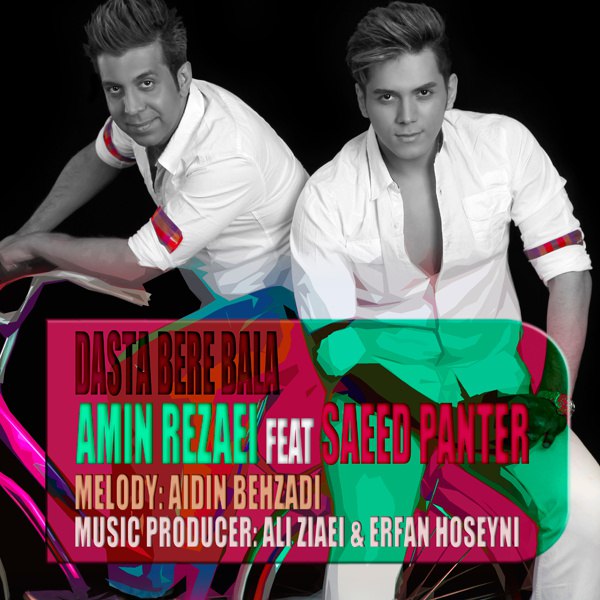 DASTA BERE BALA
AMIN REZAEI FEAT SAEED PANTER
MELODY: AIDIN BEHZADI
MUSIC PRODUCER: ALI ZIAEI & ERFAN HOSEYNI